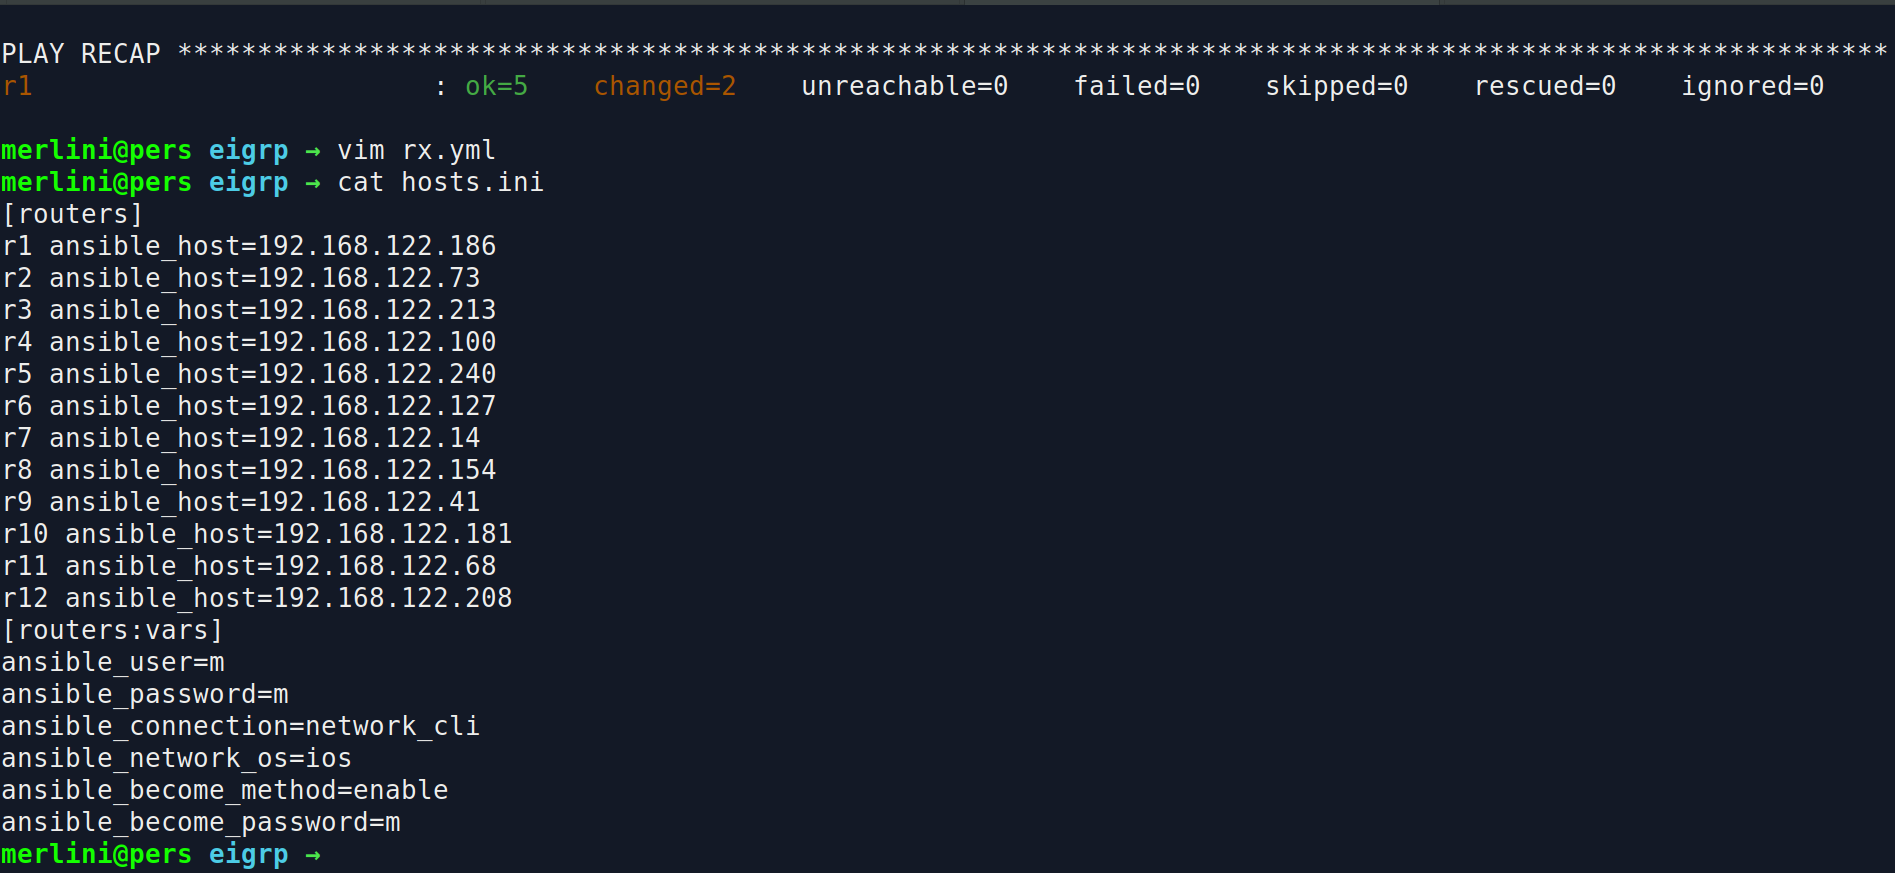 PLAY RECAP ***********************************************************************************************************
r1                         : ok=5    changed=2    unreachable=0    failed=0    skipped=0    rescued=0    ignored=0
merlini@pers eigrp → vim rx.yml
merlini@pers eigrp → cat hosts.ini
[routers]
r1 ansible_host=192.168.122.186
r2 ansible_host=192.168.122.73
r3 ansible_host=192.168.122.213
r4 ansible_host=192.168.122.100
r5 ansible_host=192.168.122.240
r6 ansible_host=192.168.122.127
r7 ansible_host=192.168.122.14
r8 ansible_host=192.168.122.154
r9 ansible_host=192.168.122.41
r10 ansible_host=192.168.122.181
r11 ansible_host=192.168.122.68
r12 ansible_host=192.168.122.208
[routers:vars]
ansible_user=m
ansible_password=m
ansible_connection=network_cli
ansible_network_os=ios
ansible_become_method=enable
ansible_become_password=m
merlini@pers eigrp →